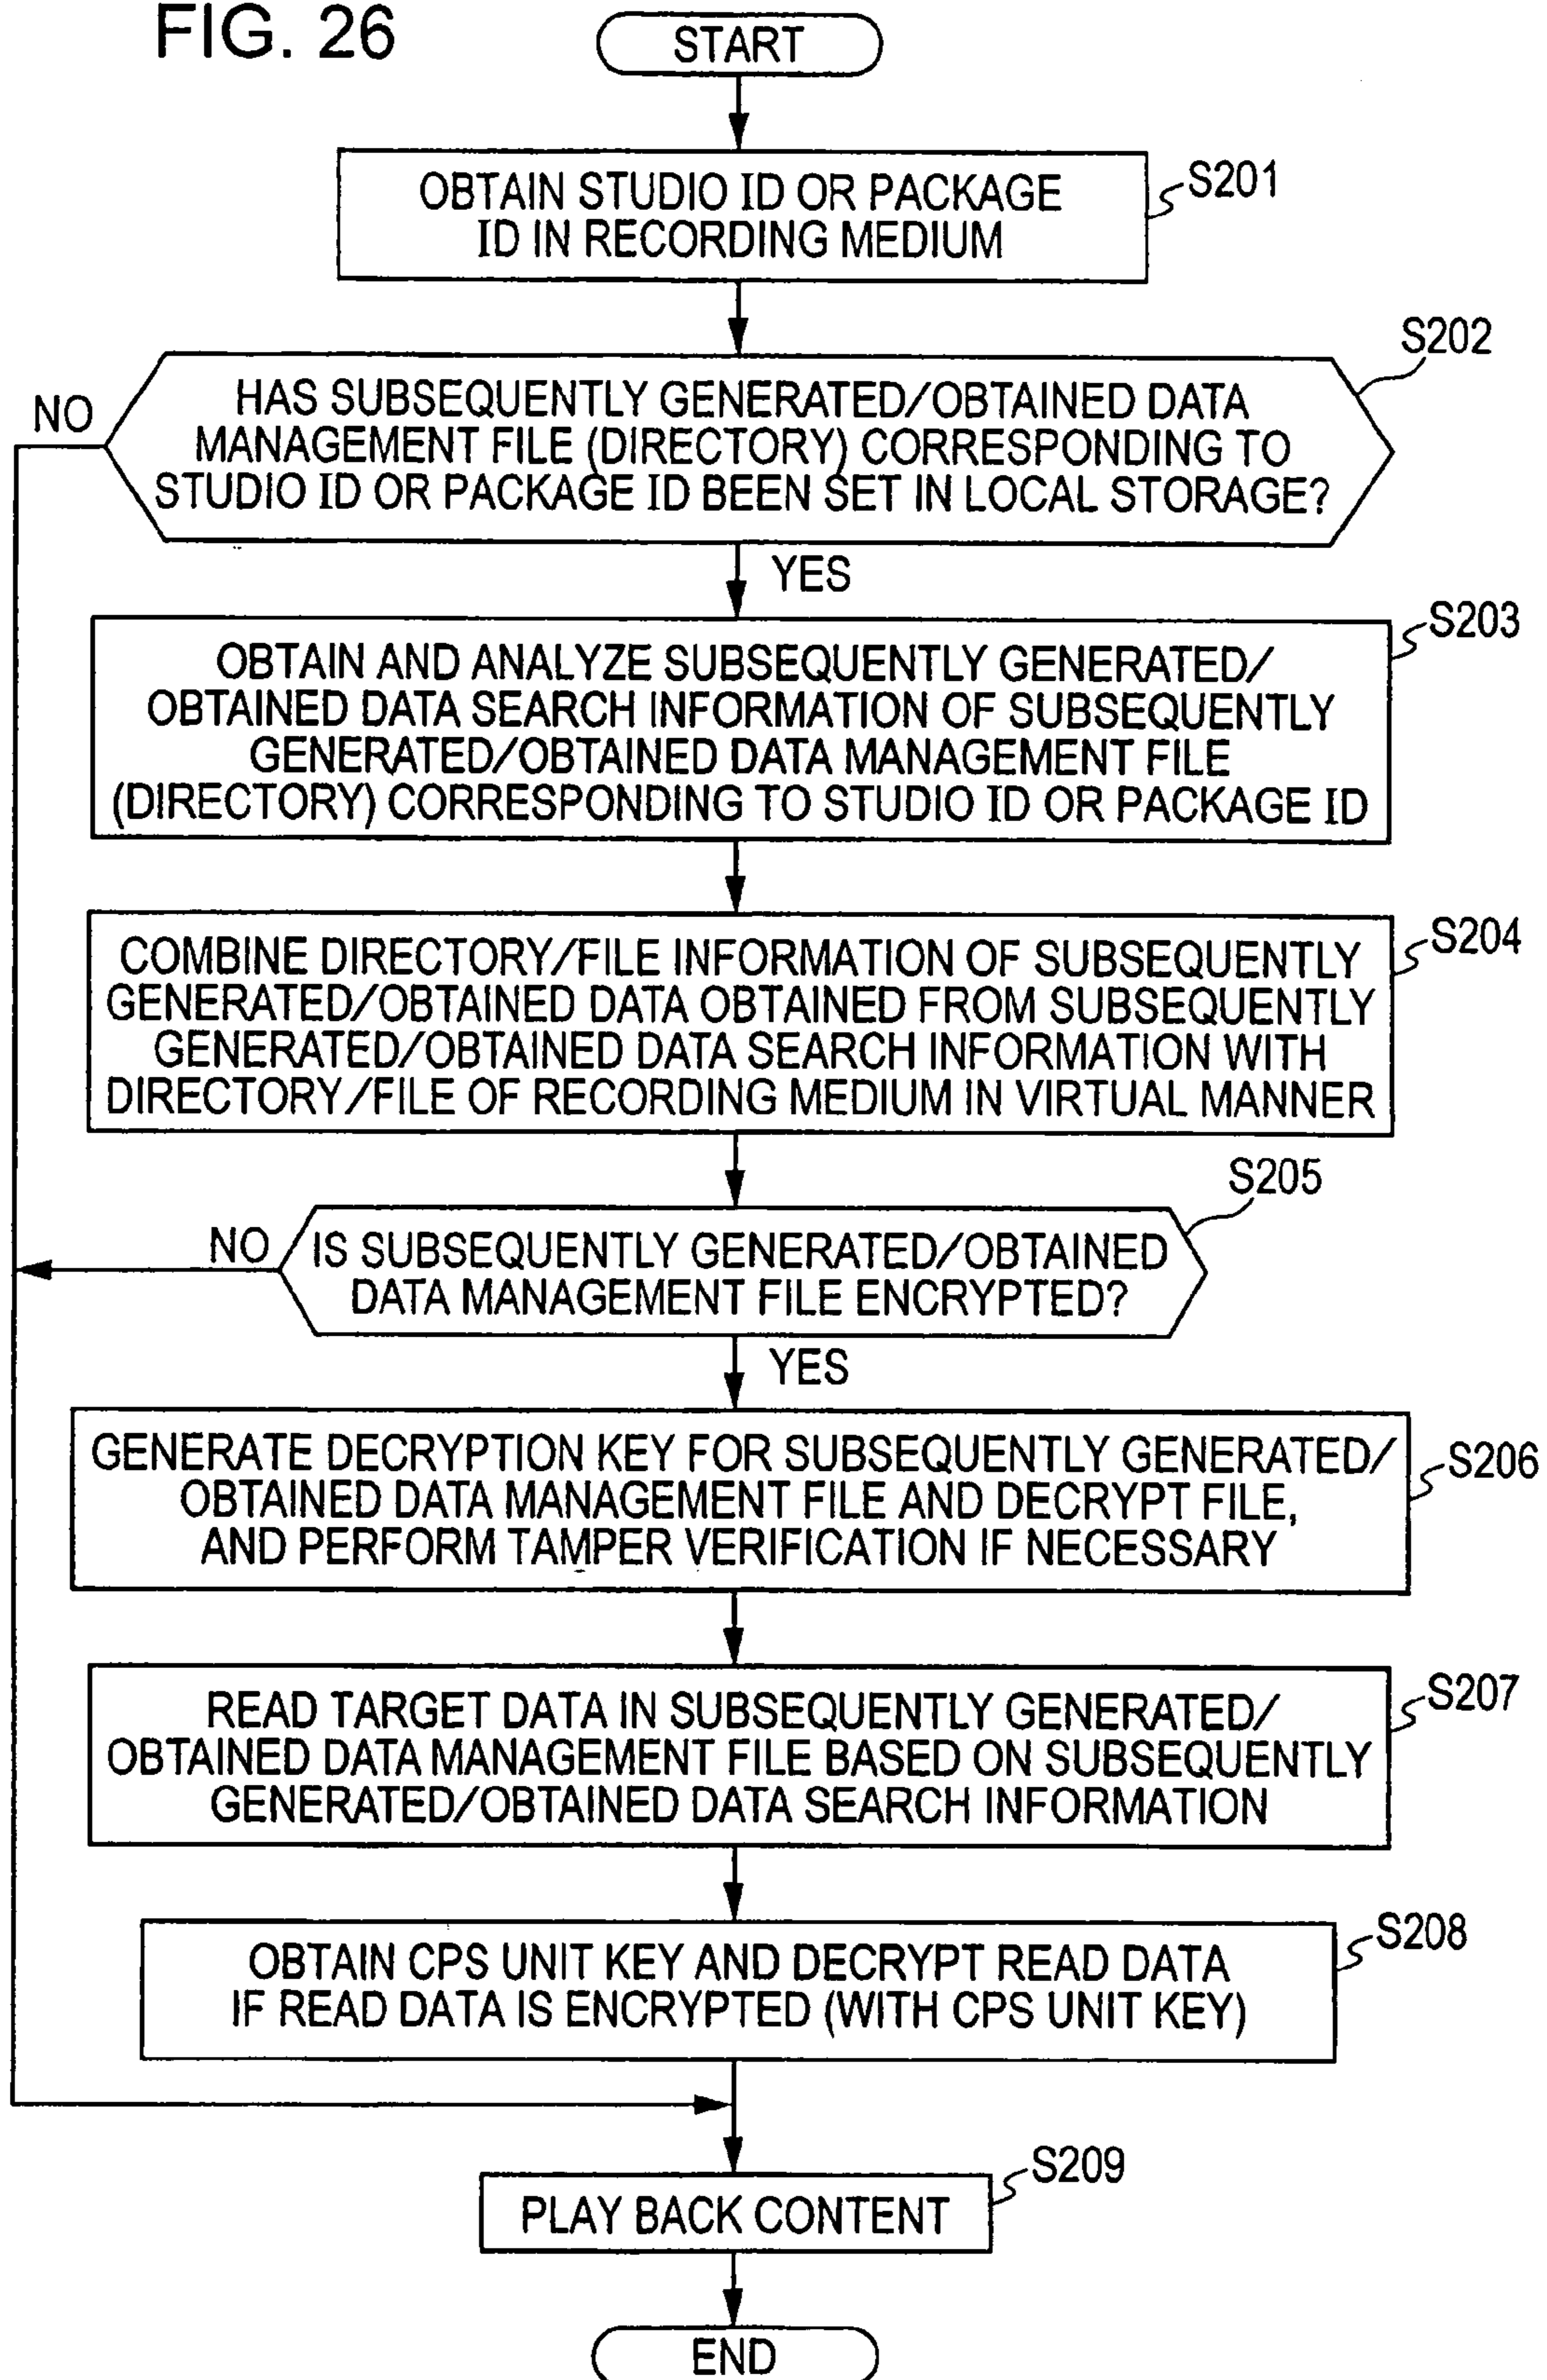 FIG. 26
START
OBTAIN STUDIO ID OR PACKAGE
ID IN RECORDING MEDIUM
S201
S202
NO
HAS SUBSEQUENTLY GENERATED/OBTAINED DATA
MANAGEMENT FILE (DIRECTORY) CORRESPONDING TO
STUDIO ID OR PACKAGE ID BEEN SET IN LOCAL STORAGE?
YES
S203
OBTAIN AND ANALYZE SUBSEQUENTLY GENERATED/
OBTAINED DATA SEARCH INFORMATION OF SUBSEQUENTLY
GENERATED/OBTAINED DATA MANAGEMENT FILE
(DIRECTORY) CORRESPONDING TO STUDIO ID OR PACKAGE ID
S204
COMBINE DIRECTORY/FILE INFORMATION OF SUBSEQUENTLY
GENERATED/OBTAINED DATA OBTAINED FROM SUBSEQUENTLY
GENERATED/OBTAINED DATA SEARCH INFORMATION WITH
DIRECTORY/FILE OF RECORDING MEDIUM IN VIRTUAL MANNER
S205
NO
IS SUBSEQUENTLY GENERATED/OBTAINED
DATA MANAGEMENT FILE ENCRYPTED?
YES
GENERATE DECRYPTION KEY FOR SUBSEQUENTLY GENERATED/
OBTAINED DATA MANAGEMENT FILE AND DECRYPT FILE,
AND PERFORM TAMPER VERIFICATION IF NECESSARY
S206
READ TARGET DATA IN SUBSEQUENTLY GENERATED/
OBTAINED DATA MANAGEMENT FILE BASED ON SUBSEQUENTLY
GENERATED/OBTAINED DATA SEARCH INFORMATION
S207
OBTAIN CPS UNIT KEY AND DECRYPT READ DATA
IF READ DATA IS ENCRYPTED (WITH CPS UNIT KEY)
S208
S209
PLAY BACK CONTENT
END